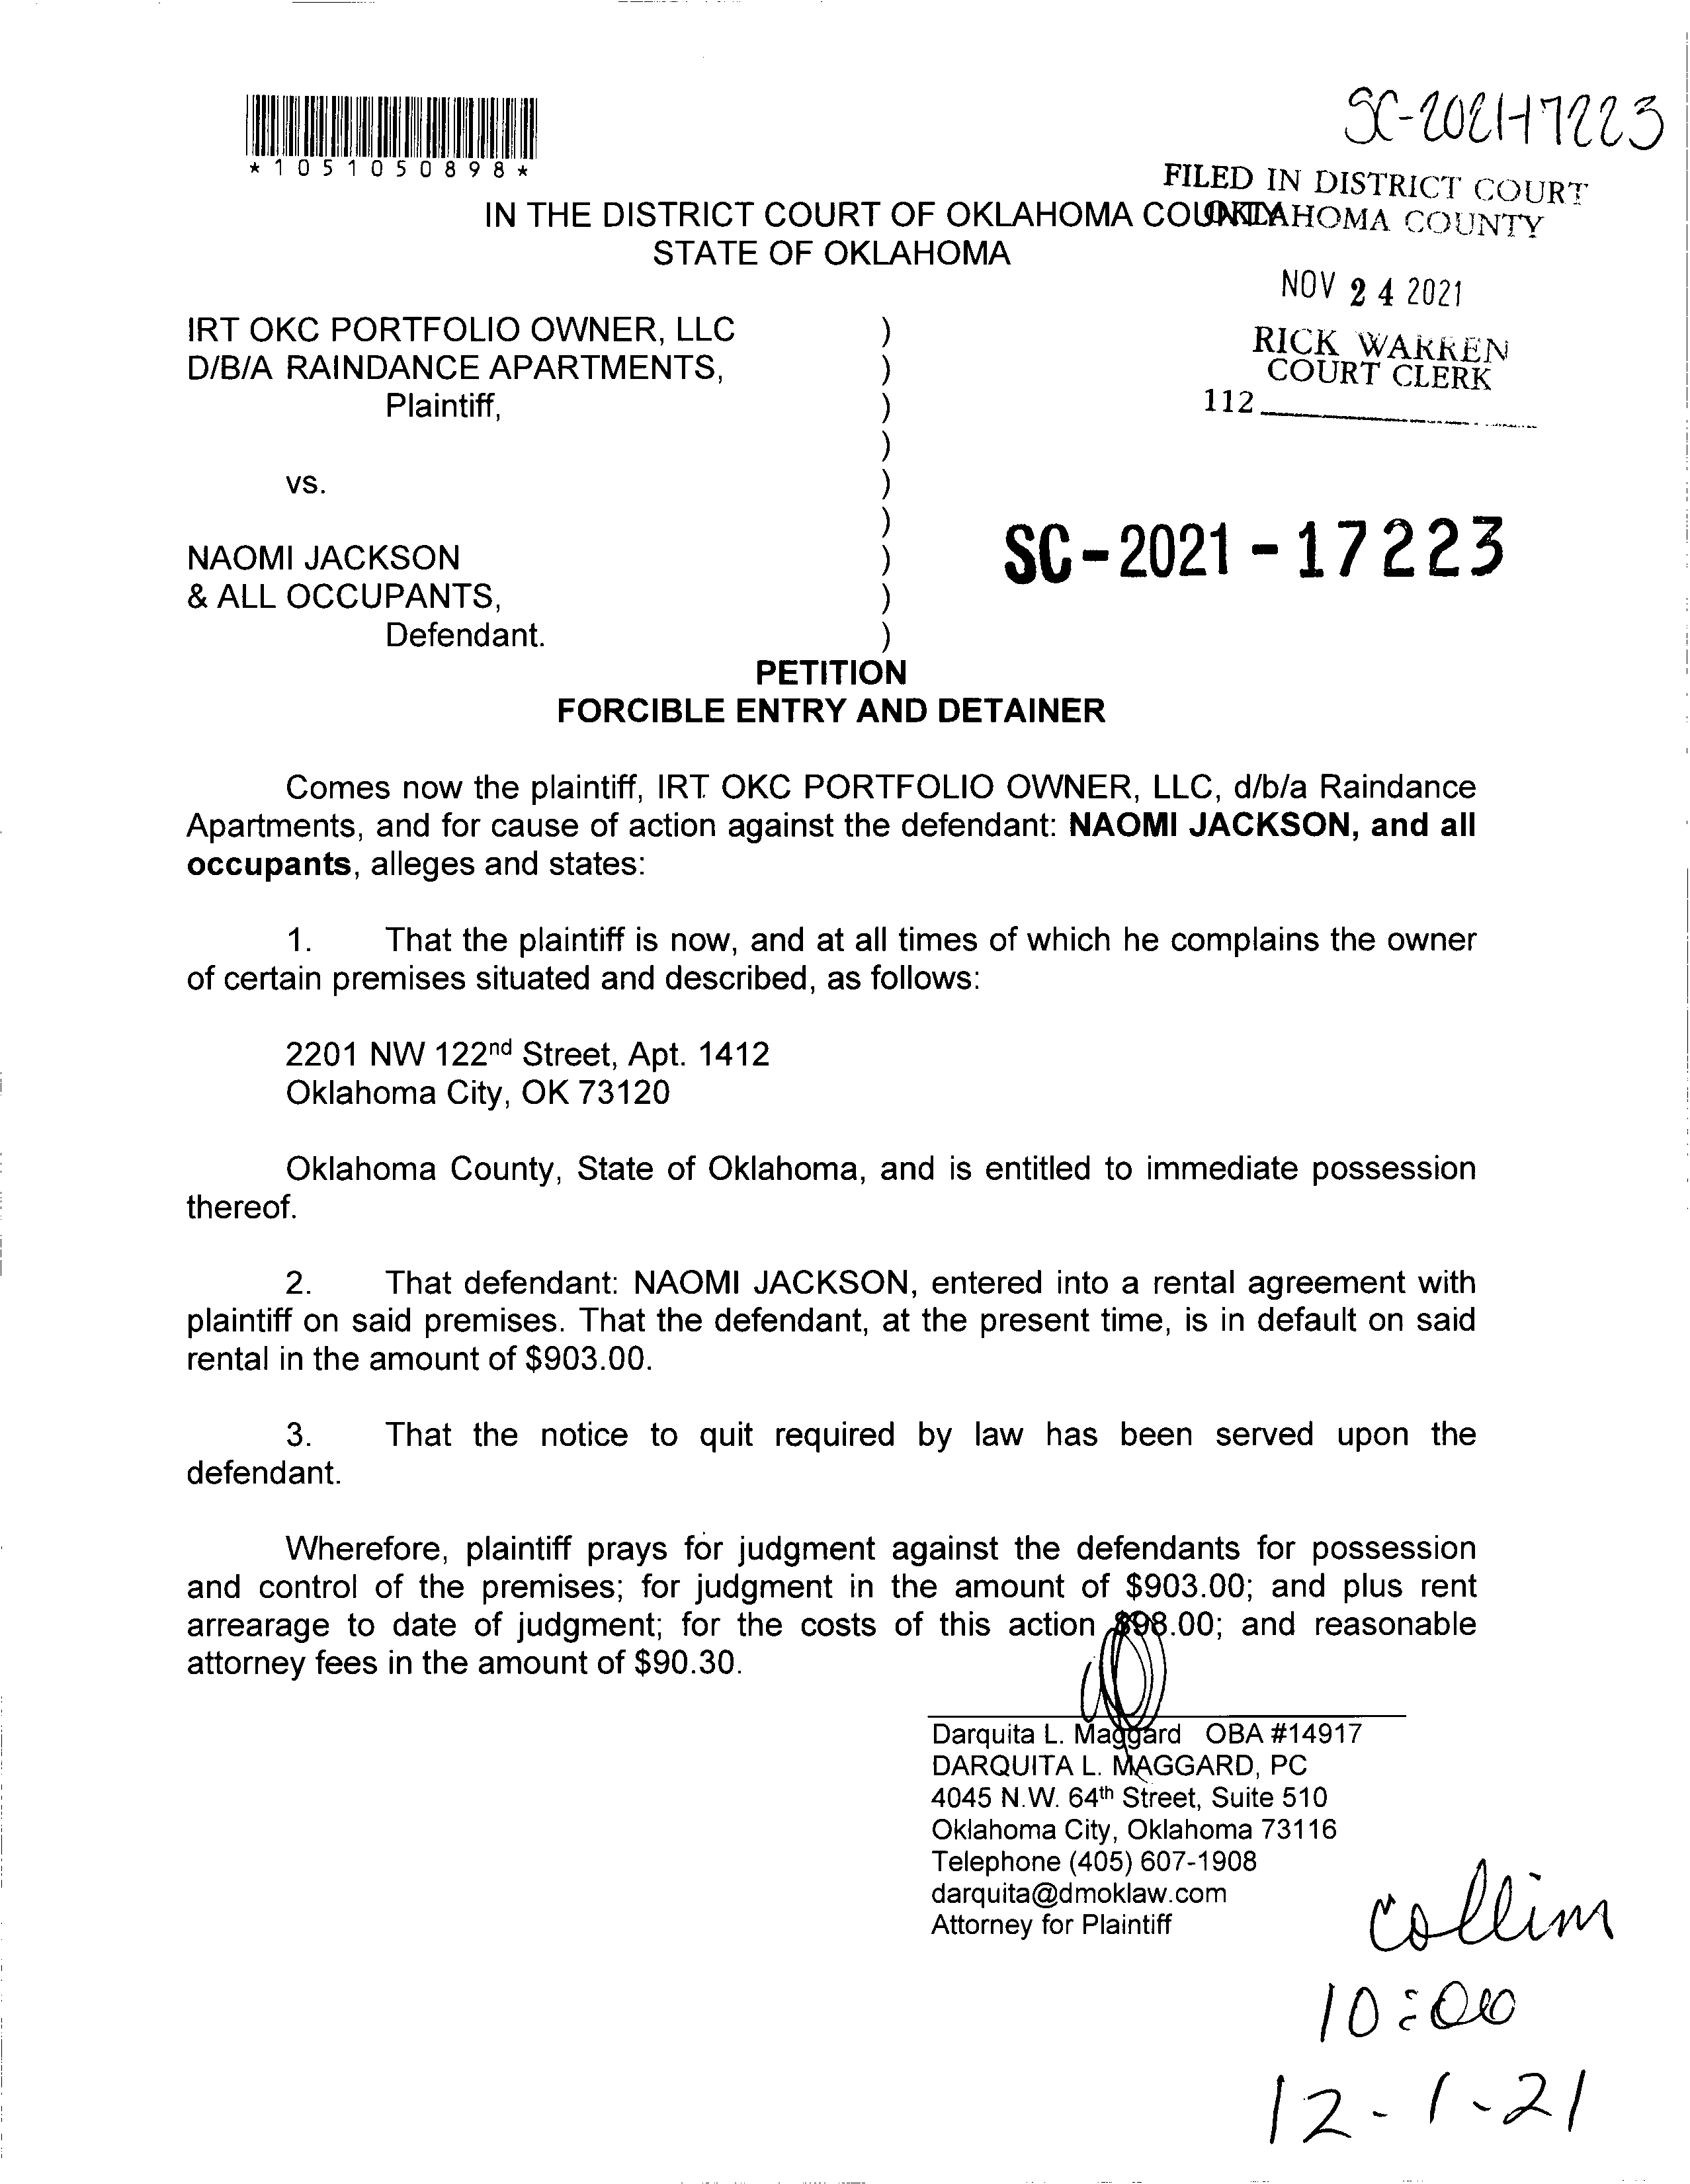 SC-2021-17223
*1051050898*
FILED IN DISTRICT COURT
OKLAHOMA COUNTY
IN THE DISTRICT COURT OF OKLAHOMA COUNTY
STATE OF OKLAHOMA
NOV 24 2021
IRT OKC PORTFOLIO OWNER, LLC )
RICK WARREN
D/B/A RAINDANCE APARTMENTS, )
COURT CLERK
Plaintiff, )
112
)
vs. )
)
SC-2021-17223
NAOMI JACKSON )
& ALL OCCUPANTS, )
Defendant. )
PETITION
FORCIBLE ENTRY AND DETAINER
Comes now the plaintiff, IRT OKC PORTFOLIO OWNER, LLC, d/b/a Raindance
Apartments, and for cause of action against the defendant: NAOMI JACKSON, and all
occupants, alleges and states:
1. That the plaintiff is now, and at all times of which he complains the owner
of certain premises situated and described, as follows:
2201 NW 122nd Street, Apt. 1412
Oklahoma City, OK 73120
Oklahoma County, State of Oklahoma, and is entitled to immediate possession
thereof.
2. That defendant: NAOMI JACKSON, entered into a rental agreement with
plaintiff on said premises. That the defendant, at the present time, is in default on said
rental in the amount of $903.00.
3. That the notice to quit required by law has been served upon the
defendant.
Wherefore, plaintiff prays for judgment against the defendants for possession
and control of the premises; for judgment in the amount of $903.00; and plus rent
arrearage to date of judgment; for the costs of this action $98.00; and reasonable
attorney fees in the amount of $90.30.
Darquita L. Maggard OBA #14917
DARQUITA L. MAGGARD, PC
4045 N.W. 64th Street, Suite 510
Oklahoma City, Oklahoma 73116
Telephone (405) 607-1908
darquita@dmoklaw.com
Attorney for Plaintiff
10:00
12-1-21